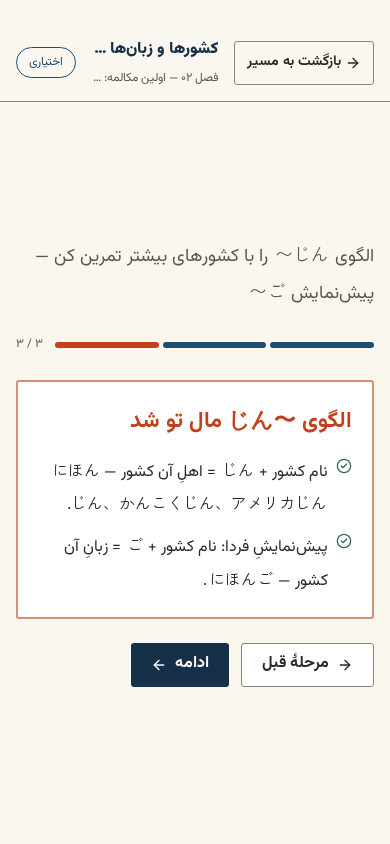 بازگشت به مسیر
کشورها و زبان‌ها ...
فصل ۰۲ — اولین مکالمه: ...
اختیاری
الگوی 〜じん را با کشورهای بیشتر تمرین کن —
پیش‌نمایش 〜ご
۳ / ۳
الگوی 〜じん مال تو شد
نام کشور + じん = اهلِ آن کشور — にほん
じん、かんこくじん、アメリカじん.
پیش‌نمایشِ فردا: نام کشور + ご = زبانِ آن
کشور — にほんご.
مرحلهٔ قبل
ادامه